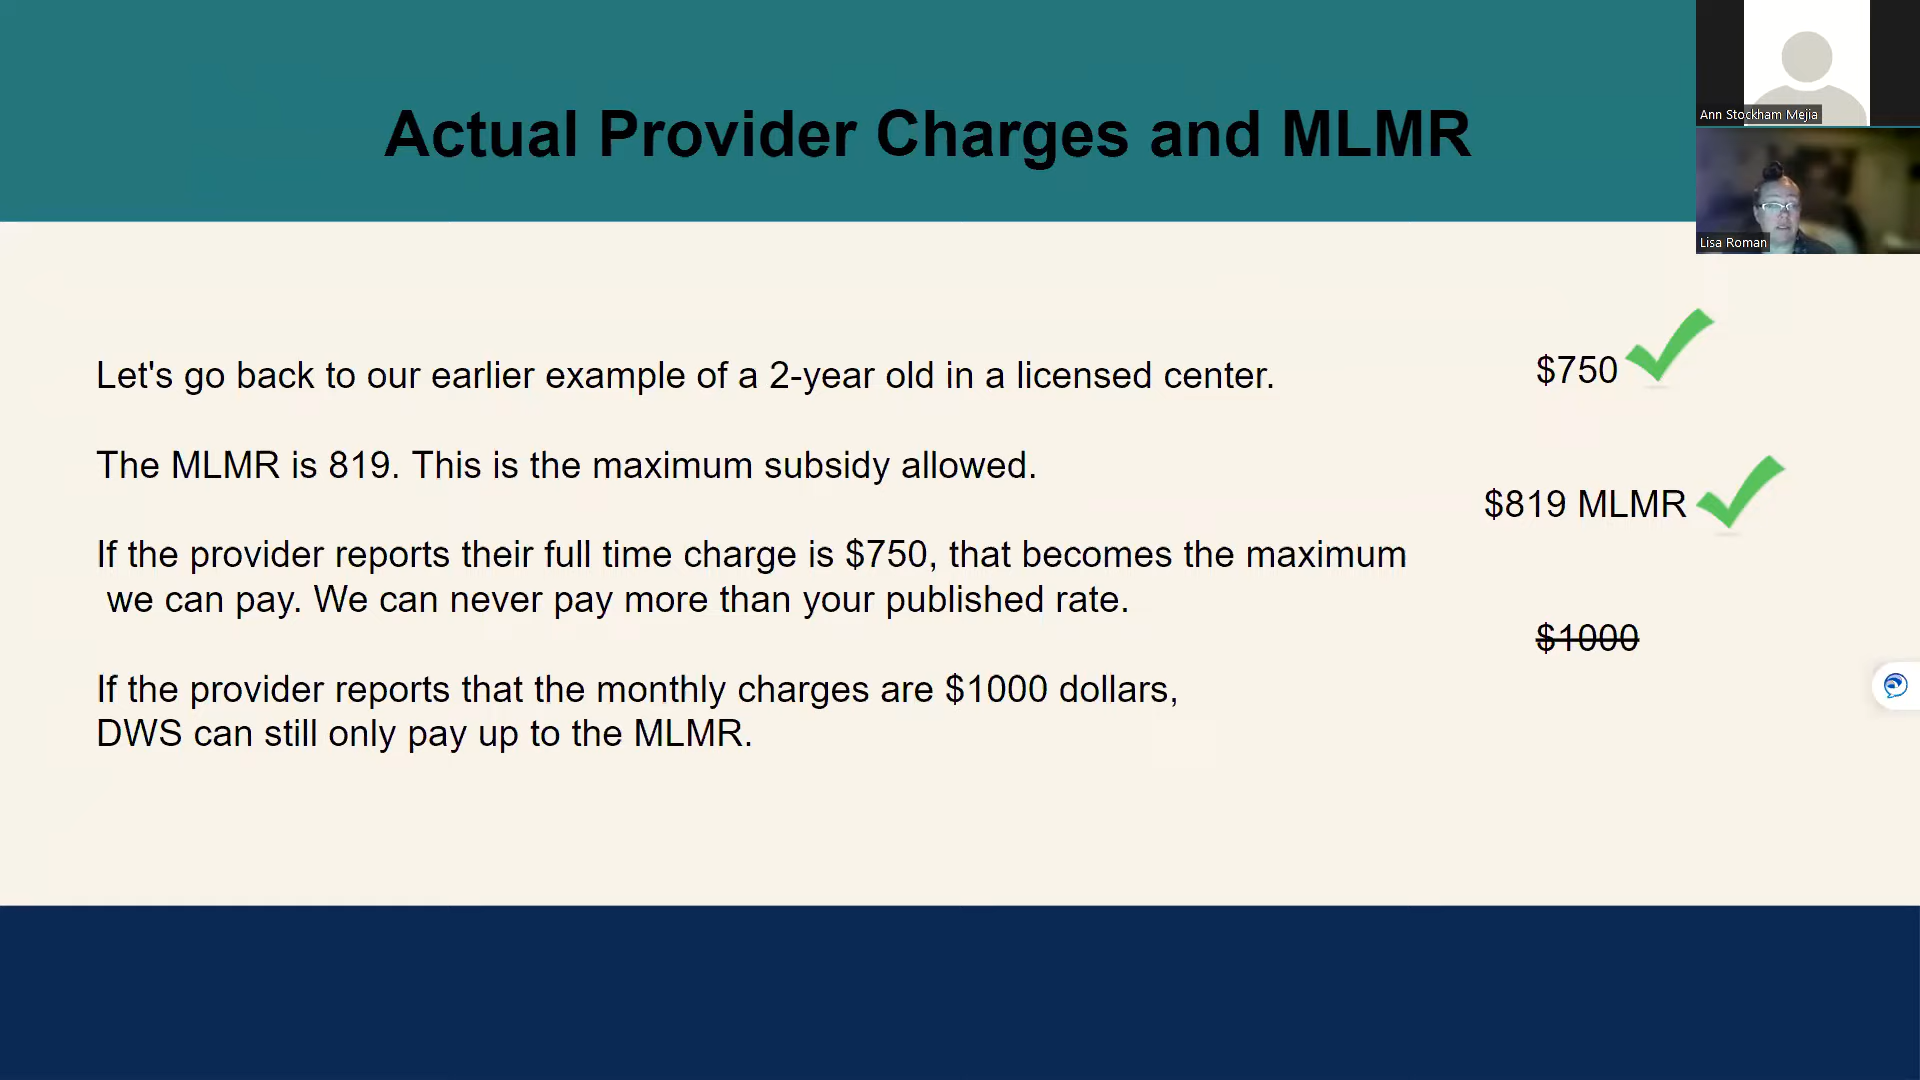 Actual Provider Charges and MLMR
Ann Stockham Mejia
Lisa Roman
Let's go back to our earlier example of a 2-year old in a licensed center.
$750
The MLMR is 819. This is the maximum subsidy allowed.
$819 MLMR
If the provider reports their full time charge is $750, that becomes the maximum
we can pay. We can never pay more than your published rate.
$1000
If the provider reports that the monthly charges are $1000 dollars,
DWS can still only pay up to the MLMR.